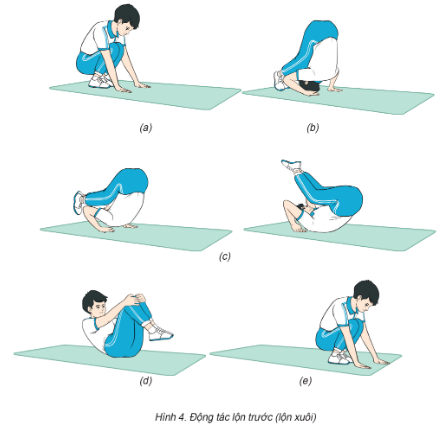 (a)
(b)
(c)
(d)
(e)
Hình 4. Động tác lộn trước (lộn xuôi)